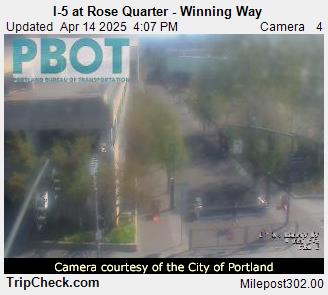 I-5 at Rose Quarter - Winning Way
Updated Apr 14 2025 4:07 PM Camera 4
PBOT
PORTLAND BUREAU OF TRANSPORTATION
Camera courtesy of the City of Portland
TripCheck.com Milepost302.00